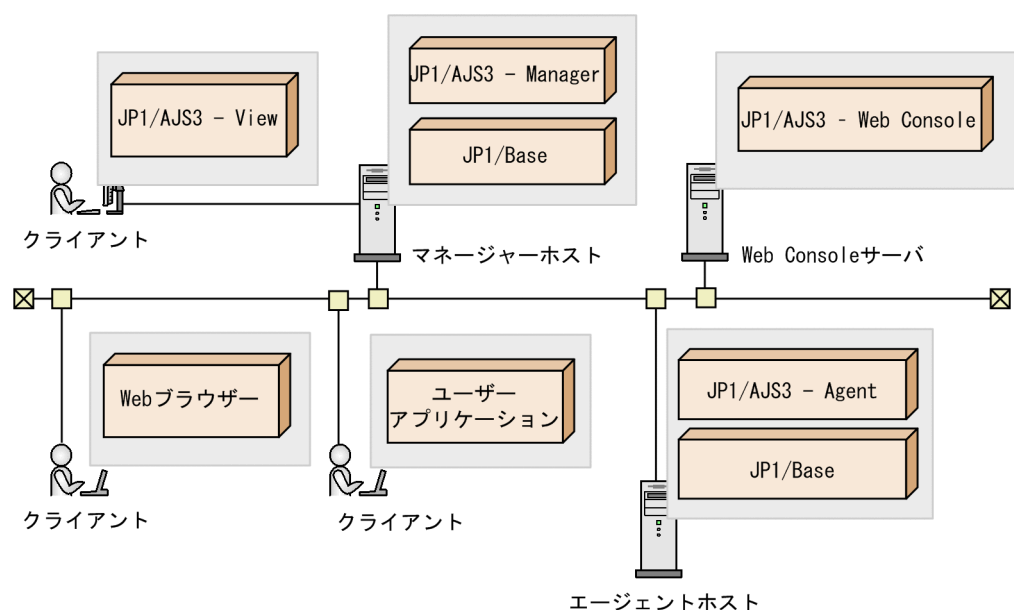 JP1/AJS3 － View
クライアント
JP1/AJS3 － Manager
JP1/Base
マネージャーホスト
JP1/AJS3 - Web Console
Web Consoleサーバ
Webブラウザー
クライアント
ユーザー
アプリケーション
クライアント
JP1/AJS3 － Agent
JP1/Base
エージェントホスト